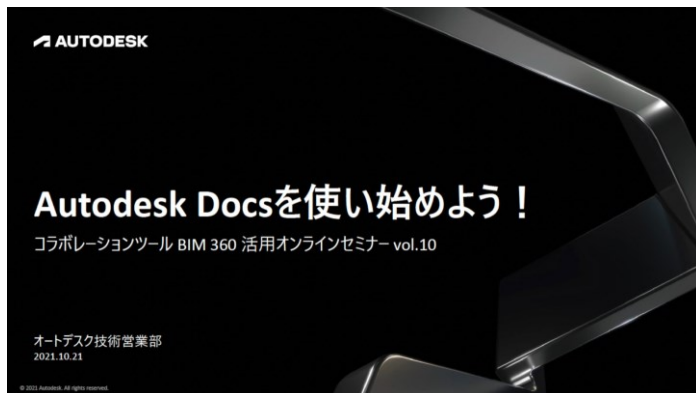 AUTODESK
Autodesk Docsを使い始めよう！
コラボレーションツール BIM 360 活用オンラインセミナー vol.10
オートデスク技術営業部
2021.10.21
© 2021 Autodesk. All rights reserved.